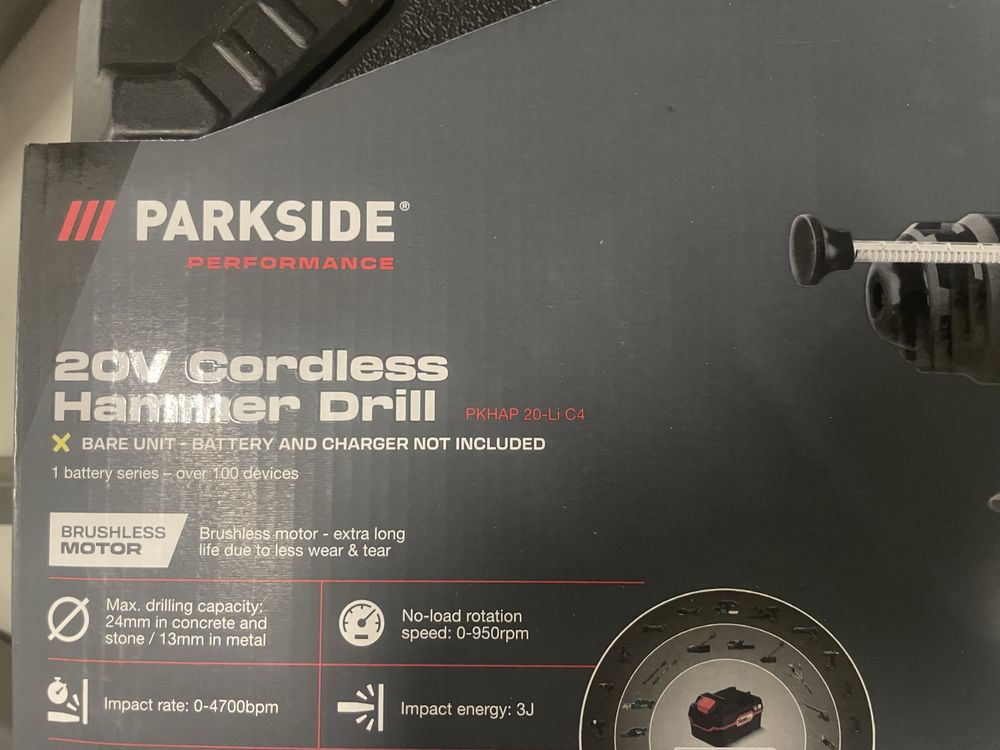 PARKSIDE®
PERFORMANCE
20V Cordless
Hammer Drill PKHAP 20-Li C4
BARE UNIT - BATTERY AND CHARGER NOT INCLUDED
1 battery series – over 100 devices
BRUSHLESS
MOTOR
Brushless motor - extra long
life due to less wear & tear
Max. drilling capacity:
24mm in concrete and
stone / 13mm in metal
No-load rotation
speed: 0-950rpm
Impact rate: 0-4700bpm
Impact energy: 3J